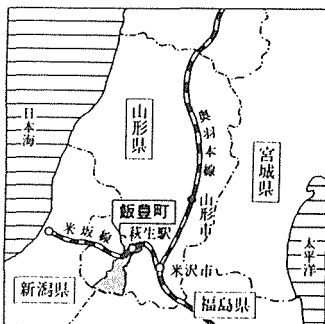 日本海
山形県
奥羽本線
宮城県
飯豊町
山形市
米坂線
萩生駅
太平洋
米沢市
新潟県
福島県